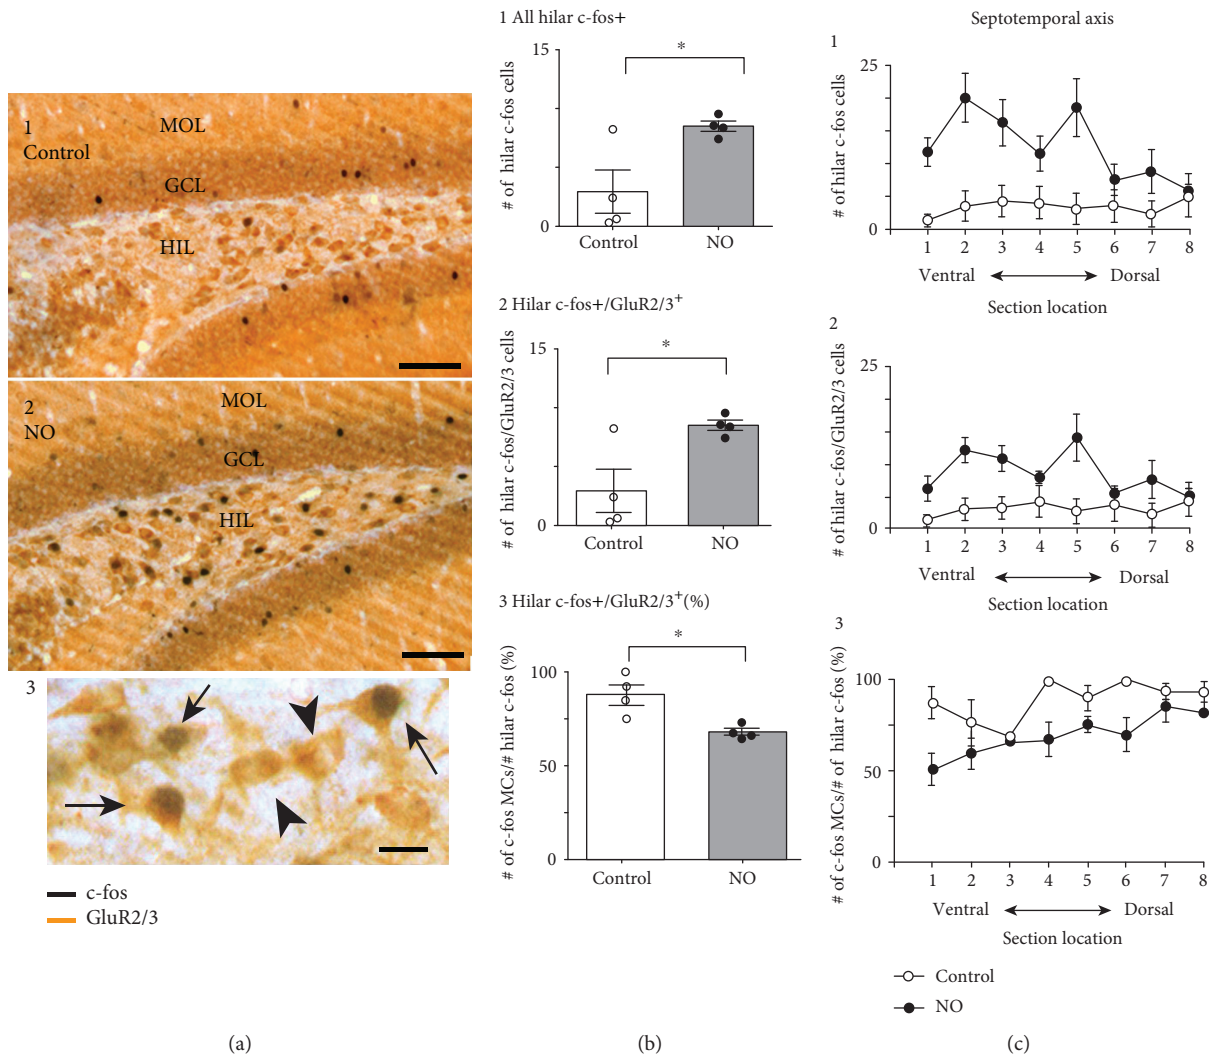 1
Control
MOL
GCL
HIL
2
NO
MOL
GCL
HIL
3
c-fos
GluR2/3
(a)
1 All hilar c-fos+
# of hilar c-fos cells
15
0
*
Control
NO
2 Hilar c-fos+/GluR2/3+
# of hilar c-fos/GluR2/3 cells
15
0
*
Control
NO
3 Hilar c-fos+/GluR2/3+(%)
# of c-fos MCs/# hilar c-fos (%)
100
50
0
*
Control
NO
(b)
Septotemporal axis
1
# of hilar c-fos cells
25
0
1 2 3 4 5 6 7 8
Ventral Dorsal
Section location
2
# of hilar c-fos/GluR2/3 cells
25
0
1 2 3 4 5 6 7 8
Ventral Dorsal
Section location
3
# of c-fos MCs/# of hilar c-fos (%)
100
50
0
1 2 3 4 5 6 7 8
Ventral Dorsal
Section location
Control
NO
(c)